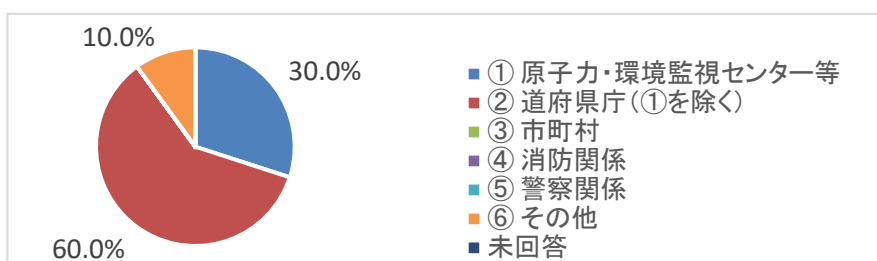 10.0%
30.0%
60.0%
① 原子力・環境監視センター等
② 道府県庁（①を除く）
③ 市町村
④ 消防関係
⑤ 警察関係
⑥ その他
未回答